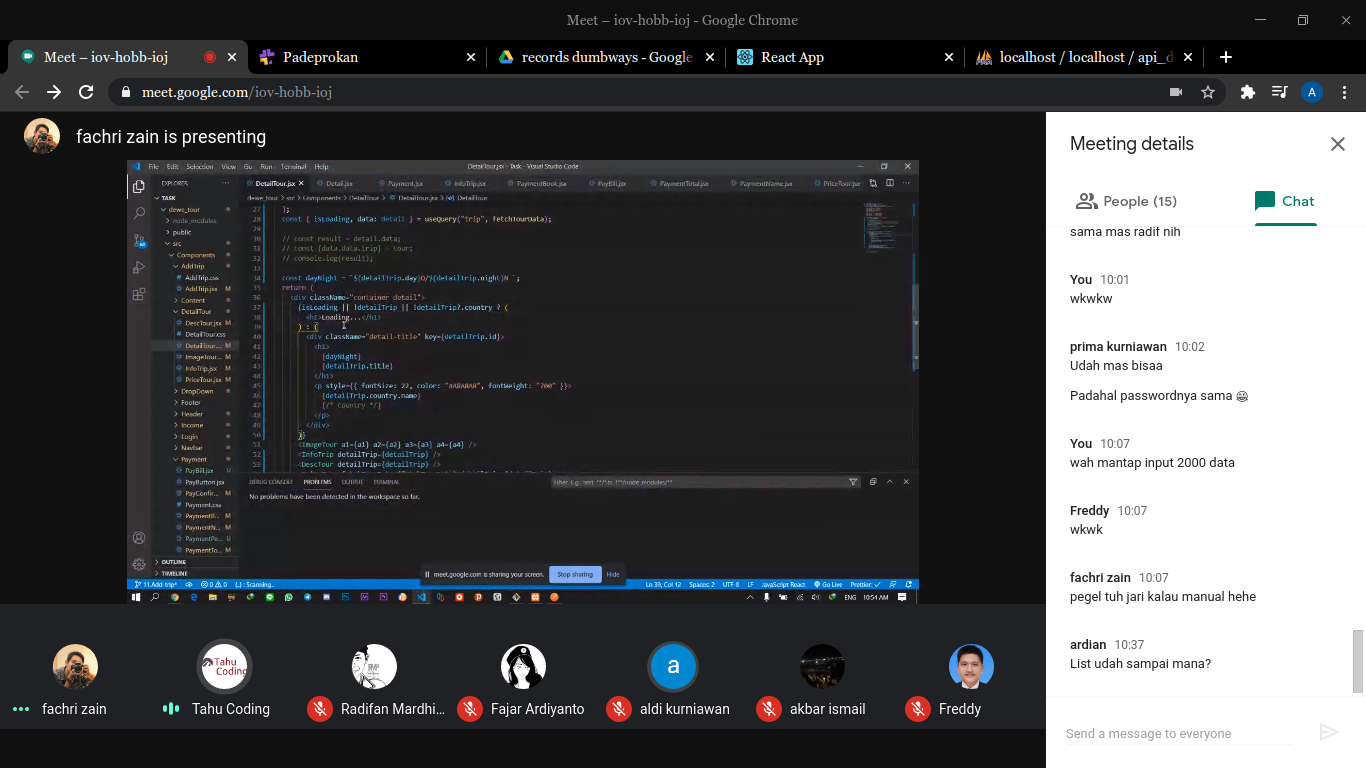 Meet – iov-hobb-ioj - Google Chrome
Meet – iov-hobb-ioj
Padeprokan
records dumbways - Google
React App
localhost / localhost / api_d
meet.google.com/iov-hobb-ioj
A
fachri zain is presenting
File Edit Selection View Go Run Terminal Help
DetailTour.jsx - Task - Visual Studio Code
EXPLORER
DetailTour.jsx
Detail.jsx
Payment.jsx
InfoTrip.jsx
PaymentBook.jsx
PayBill.jsx
PaymentTotal.jsx
PaymentName.jsx
PriceTour.jsx
TASK
dewe_tour > src > Components > DetailTour > DetailTour.jsx > DetailTour
dewe_tour
node_modules
public
src
Components
AddTrip
AddTrip.css
AddTrip.jsx M
Content
DetailTour
DescTour.jsx M
DetailTour.css
DetailTour... M
ImageTour... M
InfoTrip.jsx M
PriceTour.jsx M
DropDown
Footer
Header
Income
Login
Navbar
Payment
PayBill.jsx U
PayButton.jsx
PayConfir... M
Payment.css
PaymentB... M
PaymentN... M
PaymentPo... U
PaymentTo... M
OUTLINE
TIMELINE
27 };
28 const { isLoading, data: detail } = useQuery("trip", fetchTourData);
29
30 // const result = detail.data;
31 // const {data.data.trip} = tour;
32 // console.log(result);
33
34 const dayNight = `${detailTrip.day}D/${detailTrip.night}N `;
35 return (
36 <div className="container detail">
37 {isLoading || !detailTrip || !detailTrip?.country ? (
38 <h1>Loading...</h1>
39 ) : (
40 <div className="detail-title" key={detailTrip.id}>
41 <h1>
42 {dayNight}
43 {detailTrip.title}
44 </h1>
45 <p style={{ fontSize: 22, color: "#A8A8A8", fontWeight: "700" }}>
46 {detailTrip.country.name}
47 {/* Country */}
48 </p>
49 </div>
50 )}
51 <ImageTour a1={a1} a2={a2} a3={a3} a4={a4} />
52 <InfoTrip detailTrip={detailTrip} />
53 <DescTour detailTrip={detailTrip} />
DEBUG CONSOLE PROBLEMS OUTPUT TERMINAL
Filter. E.g.: text, **/*.ts, !**/node_modules/**
No problems have been detected in the workspace so far.
meet.google.com is sharing your screen.
Stop sharing
Hide
11.Add-trip*
0 0
Ln 39, Col 12 Spaces: 2 UTF-8 LF JavaScript React Go Live Prettier:
ENG 10:54 AM
fachri zain
Tahu Coding
Tahu Coding
Radifan Mardhi...
Fajar Ardiyanto
a
aldi kurniawan
akbar ismail
Freddy
Meeting details
People (15)
Chat
sama mas radif nih
You 10:01
wkwkw
prima kurniawan 10:02
Udah mas bisaa
Padahal passwordnya sama 😂
You 10:07
wah mantap input 2000 data
Freddy 10:07
wkwk
fachri zain 10:07
pegel tuh jari kalau manual hehe
ardian 10:37
List udah sampai mana?
Send a message to everyone